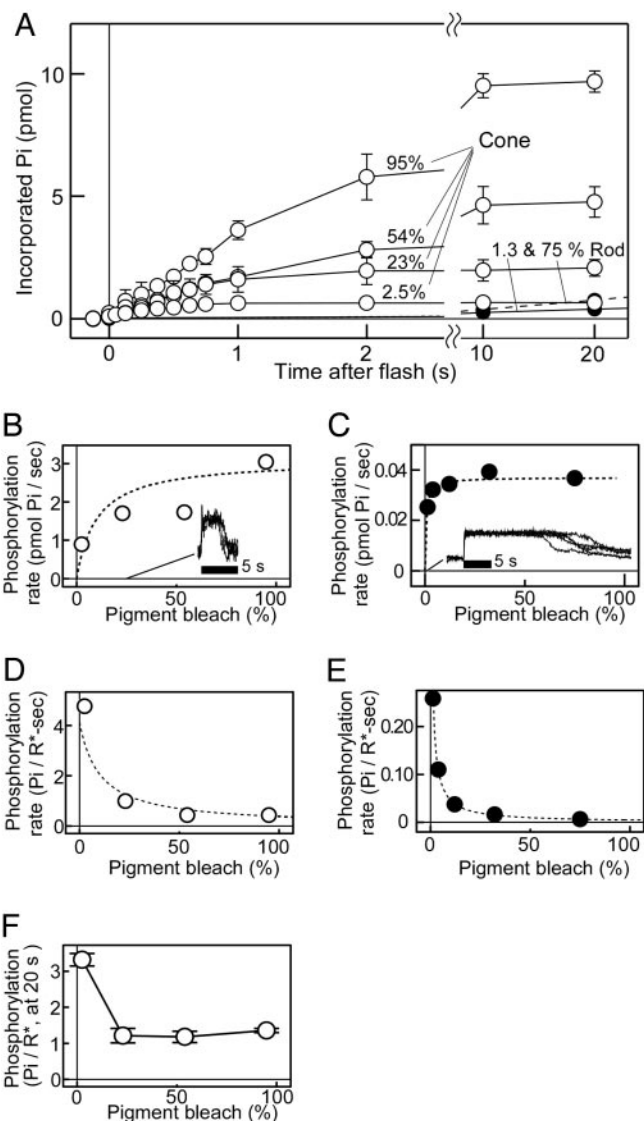 A
Incorporated Pi (pmol)
10
5
0
95%
54%
23%
2.5%
Cone
1.3 & 75 % Rod
0 1 2 10 20
Time after flash (s)
B
Phosphorylation
rate (pmol Pi / sec)
3
2
1
0
5 s
0 50 100
Pigment bleach (%)
C
Phosphorylation
rate (pmol Pi / sec)
0.04
0.02
0
5 s
0 50 100
Pigment bleach (%)
D
Phosphorylation
rate (Pi / R*-sec)
4
2
0
0 50 100
Pigment bleach (%)
E
Phosphorylation
rate (Pi / R*-sec)
0.20
0.10
0
0 50 100
Pigment bleach (%)
F
Phosphorylation
(Pi / R*, at 20 s)
3
2
1
0
0 50 100
Pigment bleach (%)